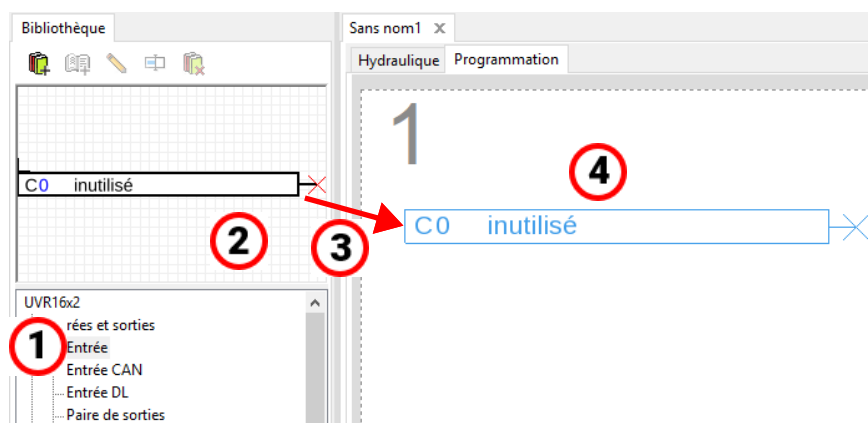 Bibliothèque
Sans nom1 x
Hydraulique Programmation
1
C0 inutilisé
4
C0 inutilisé
2
3
UVR16x2
rées et sorties
1
Entrée
Entrée CAN
Entrée DL
Paire de sorties